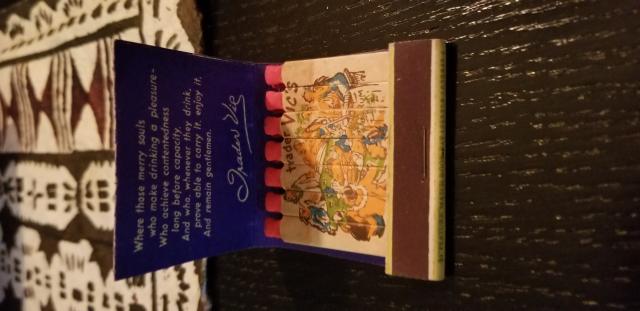 Where those merry souls
who make drinking a pleasure-
Who achieve contentedness
long before capacity,
And who, whenever they drink,
prove able to carry it, enjoy it,
And remain gentlemen.
Trader Vic
trader VIC'S